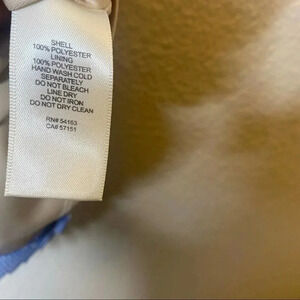 SHELL
100% POLYESTER
LINING
100% POLYESTER
HAND WASH COLD
SEPARATELY
DO NOT BLEACH
LINE DRY
DO NOT IRON
DO NOT DRY CLEAN
RN# 54163
CA# 57151